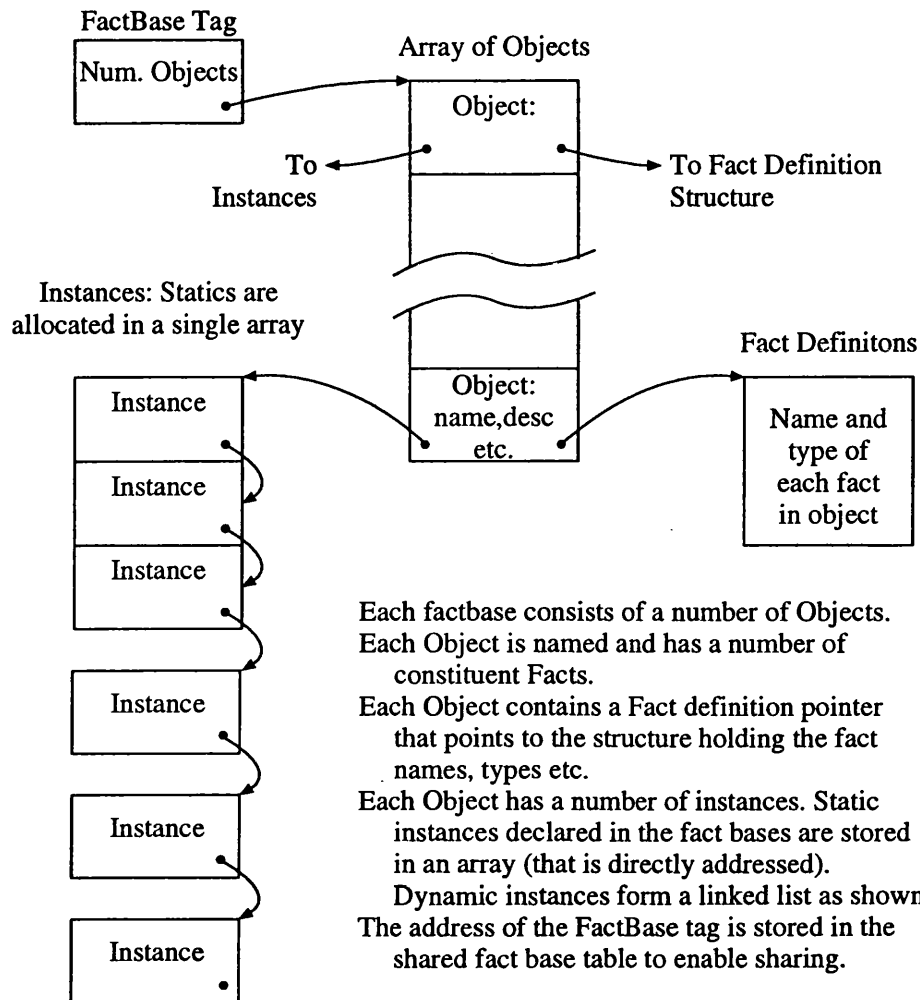 FactBase Tag
Num. Objects
Array of Objects
Object:
To
Instances
To Fact Definition
Structure
Instances: Statics are
allocated in a single array
Fact Definitons
Object:
name,desc
etc.
Name and
type of
each fact
in object
Instance
Instance
Instance
Instance
Instance
Instance
Each factbase consists of a number of Objects.
Each Object is named and has a number of
constituent Facts.
Each Object contains a Fact definition pointer
that points to the structure holding the fact
names, types etc.
Each Object has a number of instances. Static
instances declared in the fact bases are stored
in an array (that is directly addressed).
Dynamic instances form a linked list as shown
The address of the FactBase tag is stored in the
shared fact base table to enable sharing.